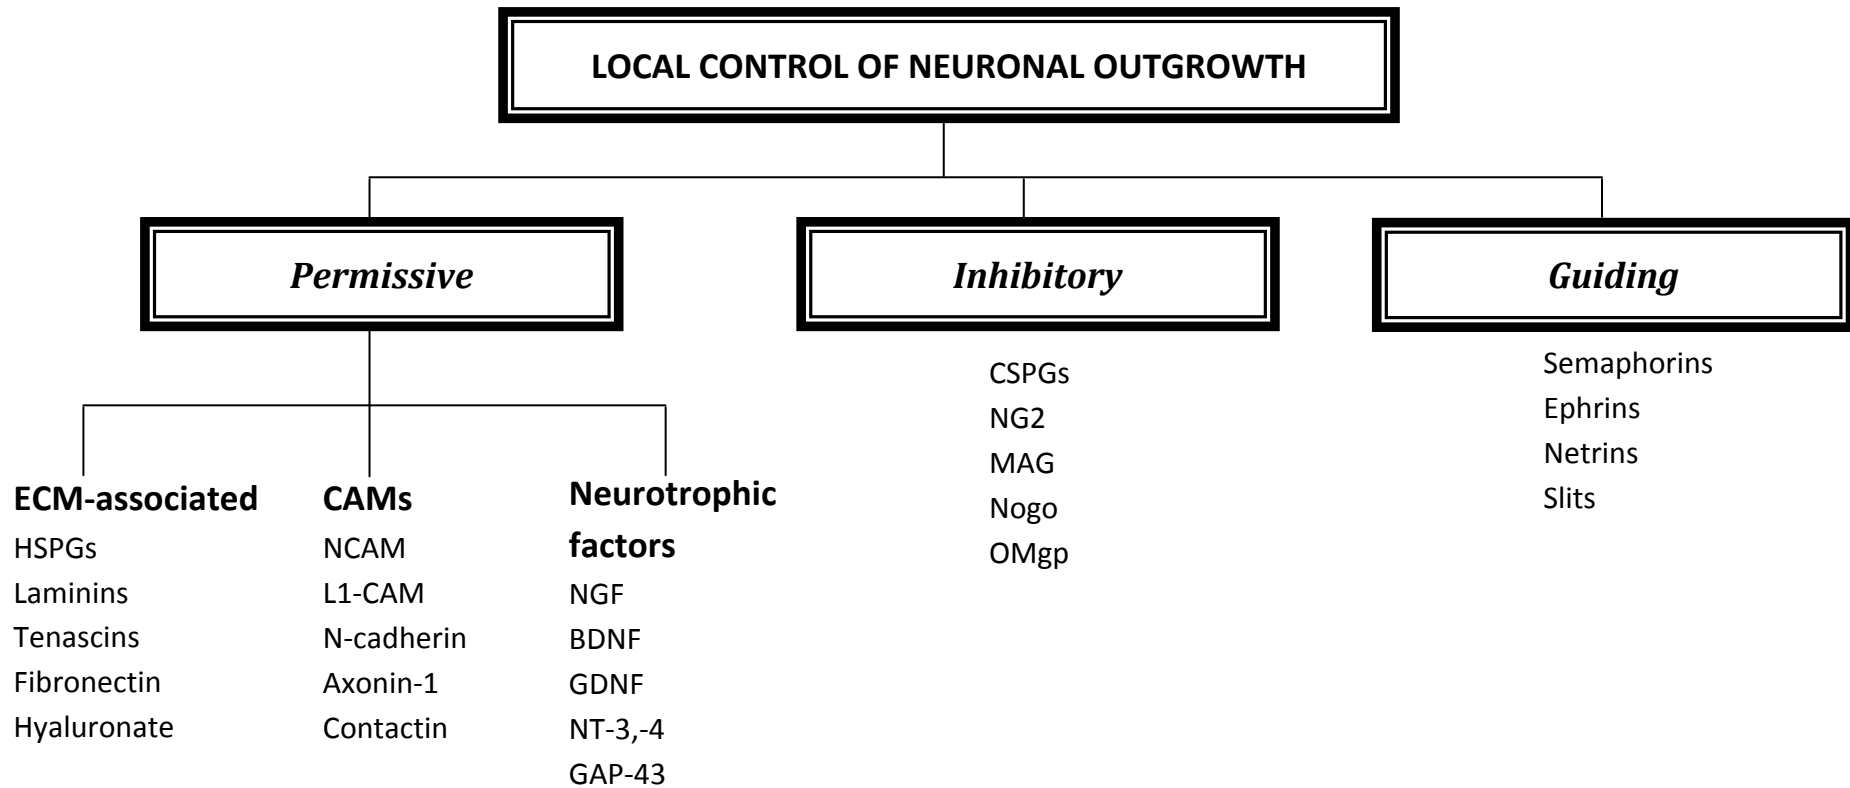 LOCAL CONTROL OF NEURONAL OUTGROWTH
Permissive
Inhibitory
Guiding
ECM-associated
HSPGs
Laminins
Tenascins
Fibronectin
Hyaluronate
CAMs
NCAM
L1-CAM
N-cadherin
Axonin-1
Contactin
Neurotrophic
factors
NGF
BDNF
GDNF
NT-3,-4
GAP-43
CSPGs
NG2
MAG
Nogo
OMgp
Semaphorins
Ephrins
Netrins
Slits